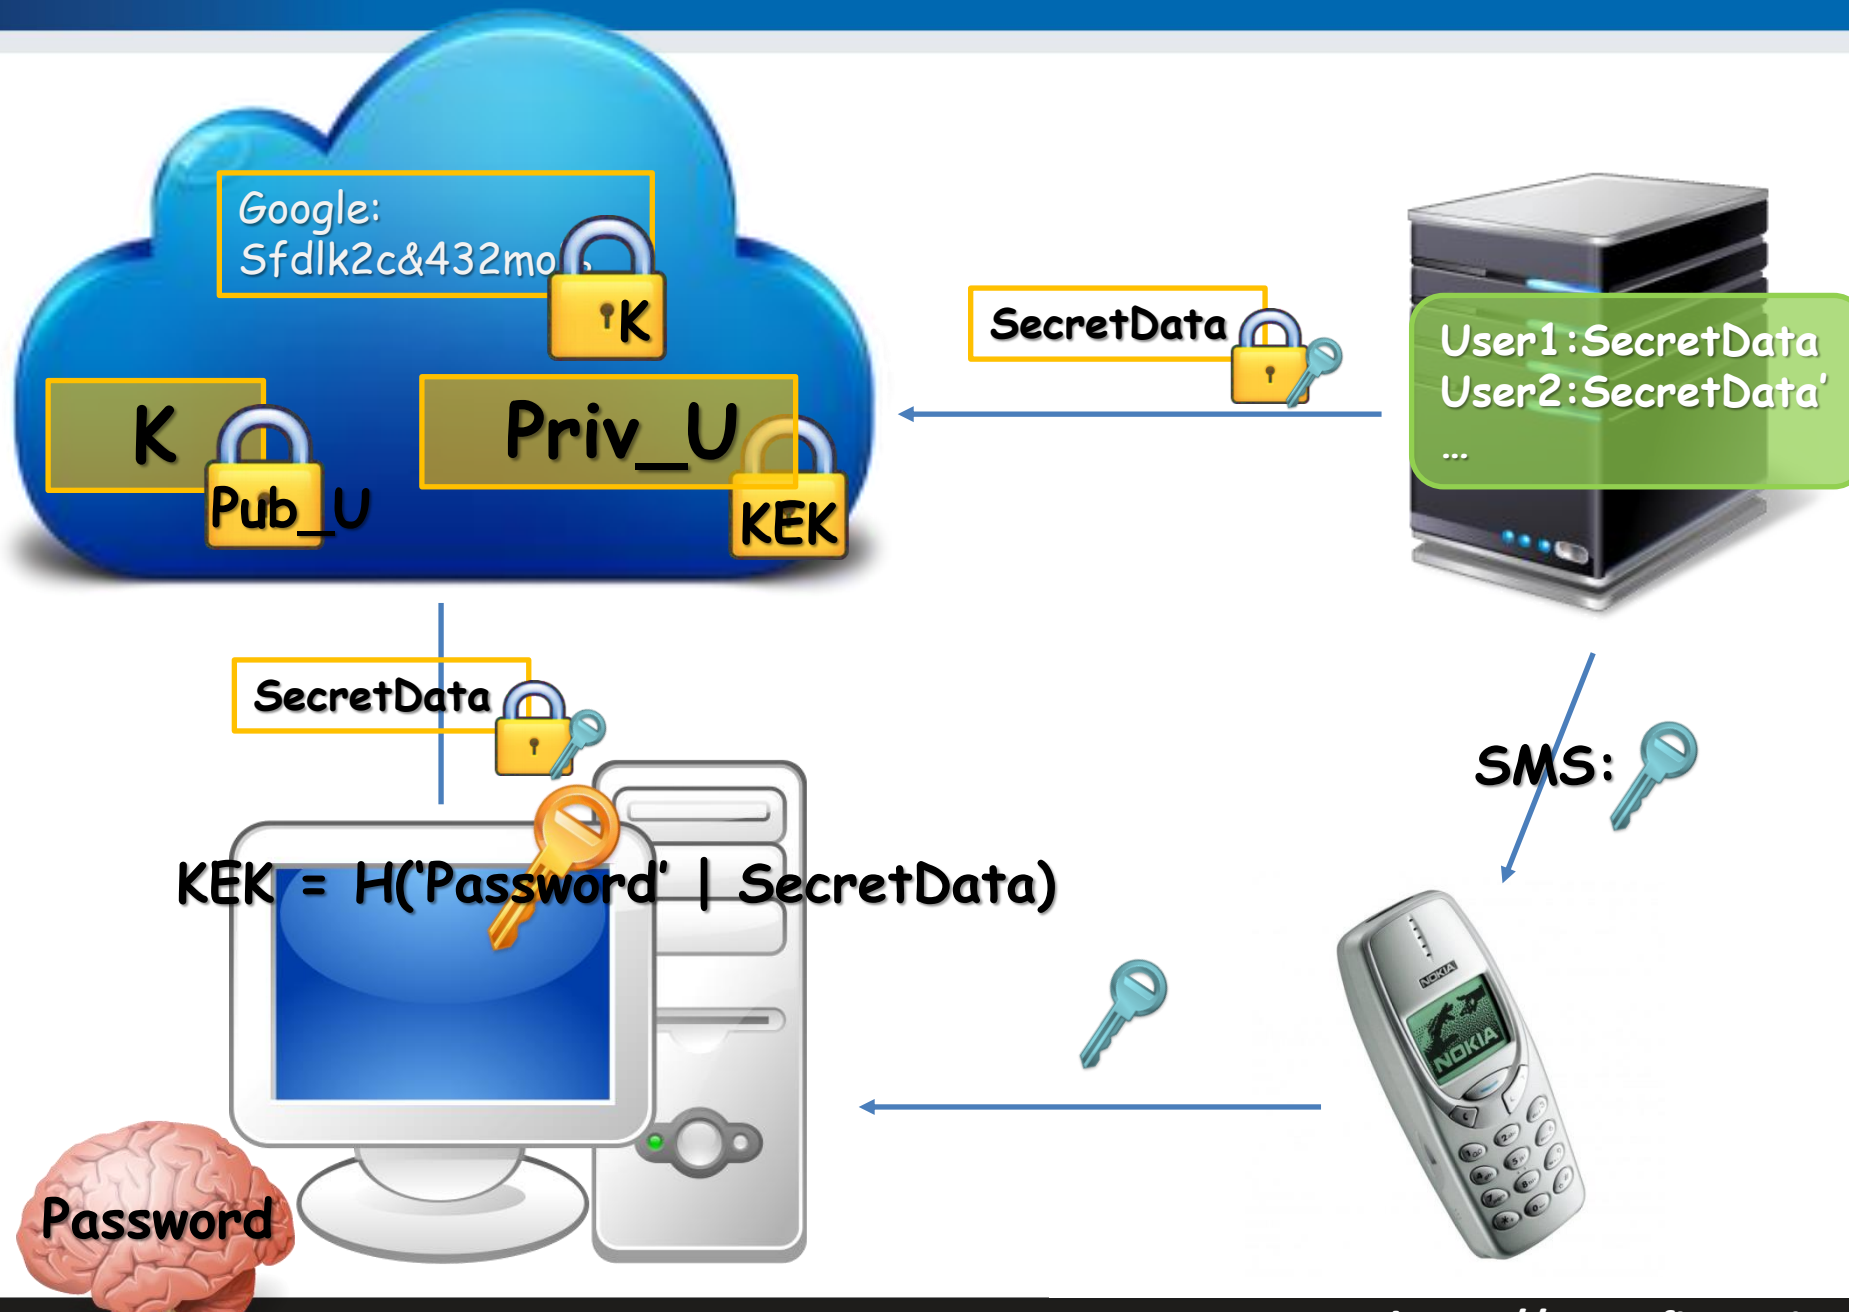 Google:
Sfdlk2c&432mo
K
K
Pub_U
Priv_U
KEK
SecretData
User1:SecretData
User2:SecretData’
…
SecretData
SMS:
KEK = H(‘Password’ | SecretData)
NOKIA
NOKIA
Password